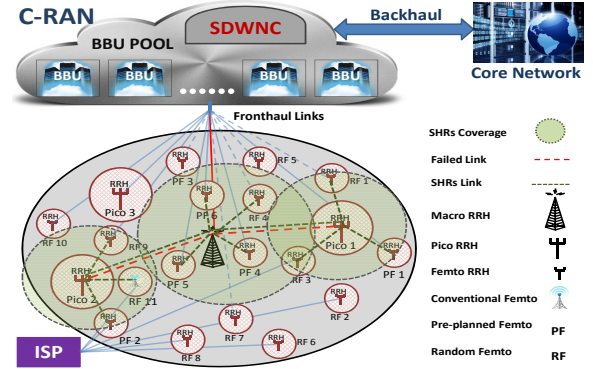 C-RAN
SDWNC
Backhaul
BBU POOL
BBU
BBU
BBU
BBU
Core Network
Fronthaul Links
SHRs Coverage
Failed Link
SHRs Link
Macro RRH
Pico RRH
Femto RRH
Conventional Femto
Pre-planned Femto
PF
Random Femto
RF
RRH
PF 3
RRH
RF 5
RRH
RF 1
RRH
Pico 3
RRH
PF 6
RRH
RF 4
RRH
Pico 1
RRH
RF 10
RRH
RF 9
RRH
PF 5
RRH
PF 4
RRH
RF 3
RRH
PF 1
RRH
Pico 2
RRH
RF 11
RRH
PF 2
RRH
RF 7
RRH
RF 2
RRH
RF 8
RRH
RF 6
ISP